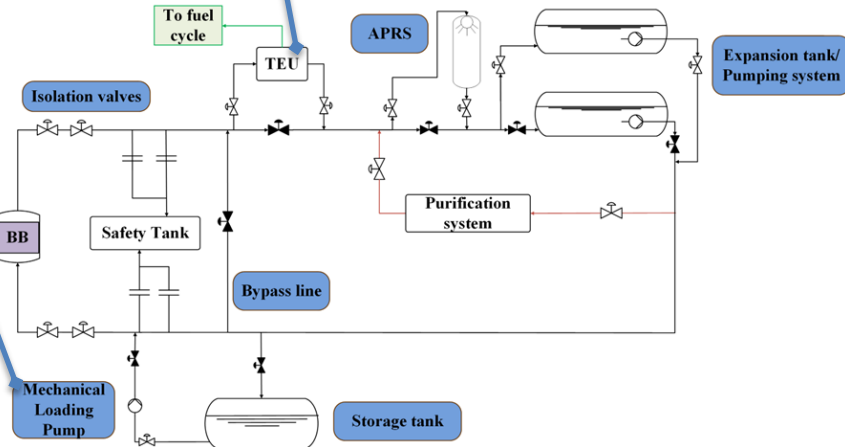 To fuel
cycle
TEU
APRS
Expansion tank/
Pumping system
Isolation valves
BB
Safety Tank
Purification
system
Bypass line
Mechanical
Loading
Pump
Storage tank